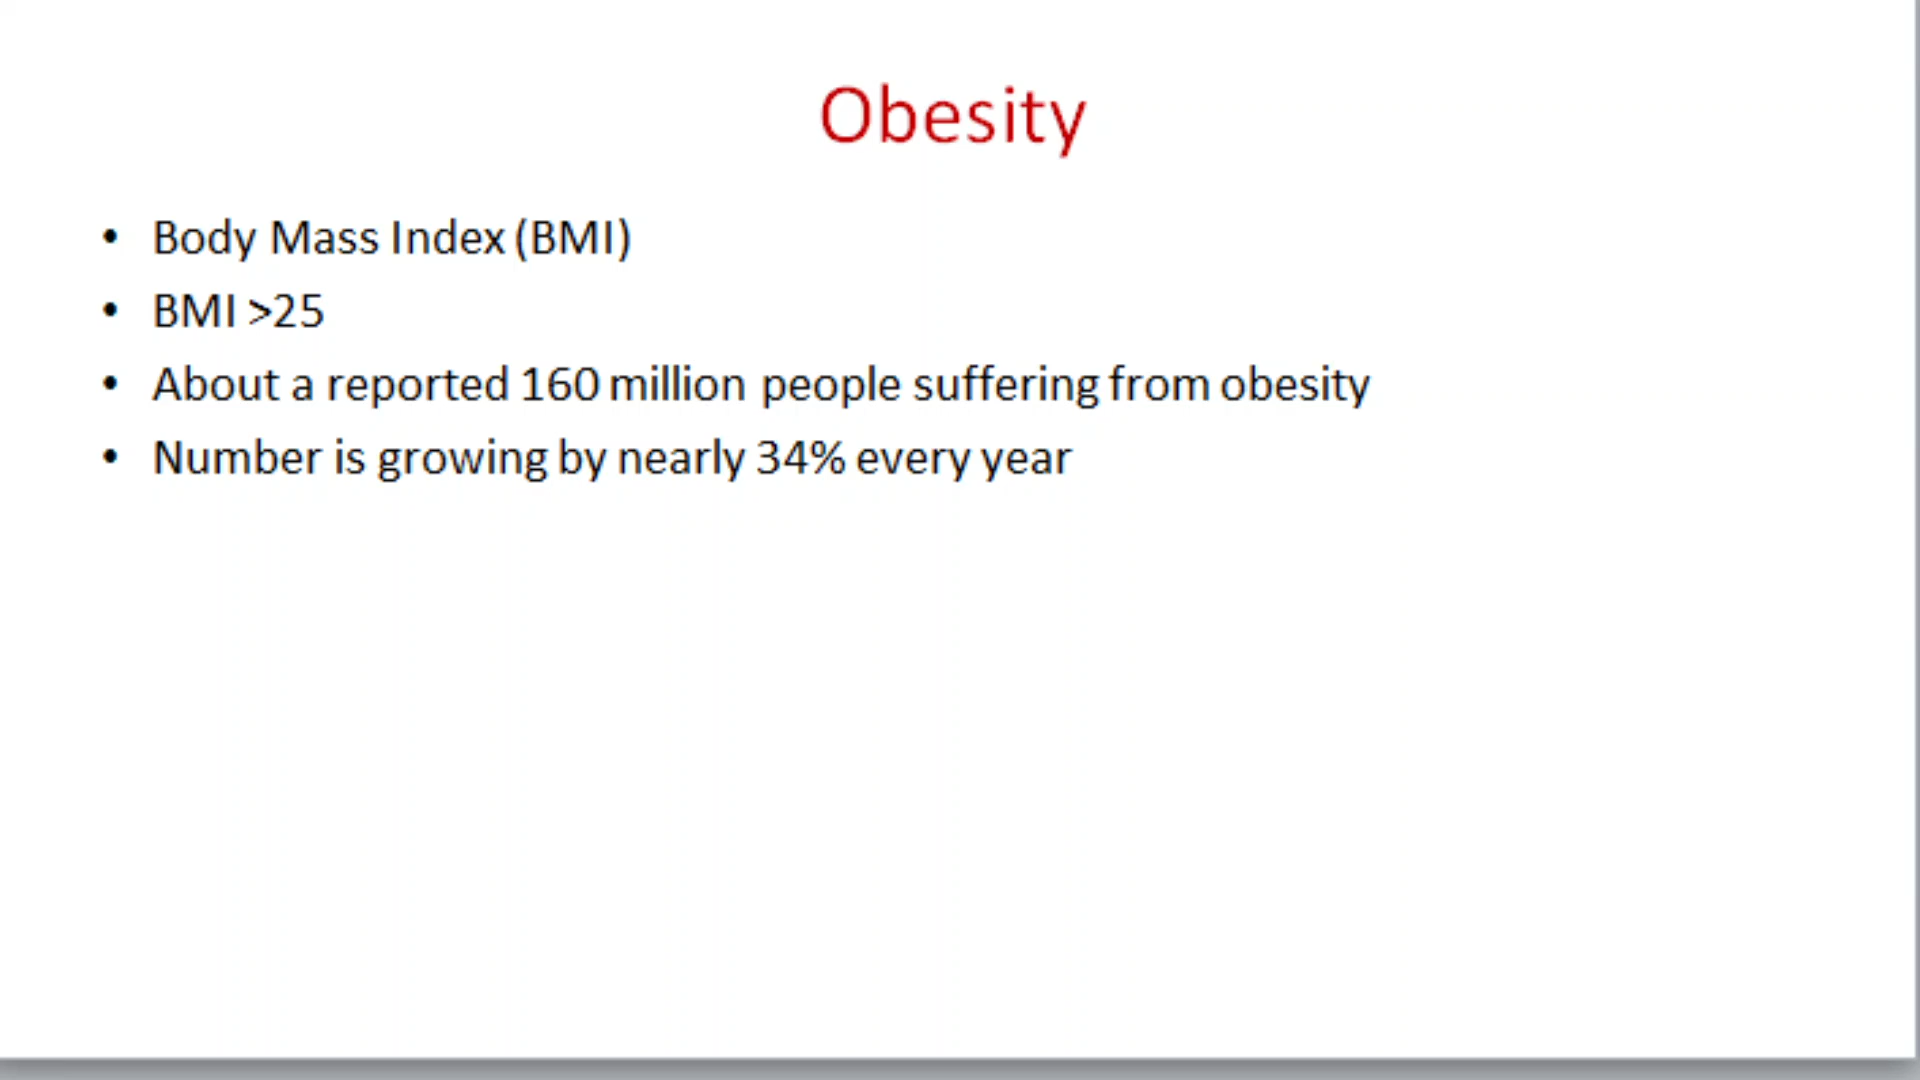 Obesity
• Body Mass Index (BMI)
• BMI >25
• About a reported 160 million people suffering from obesity
• Number is growing by nearly 34% every year